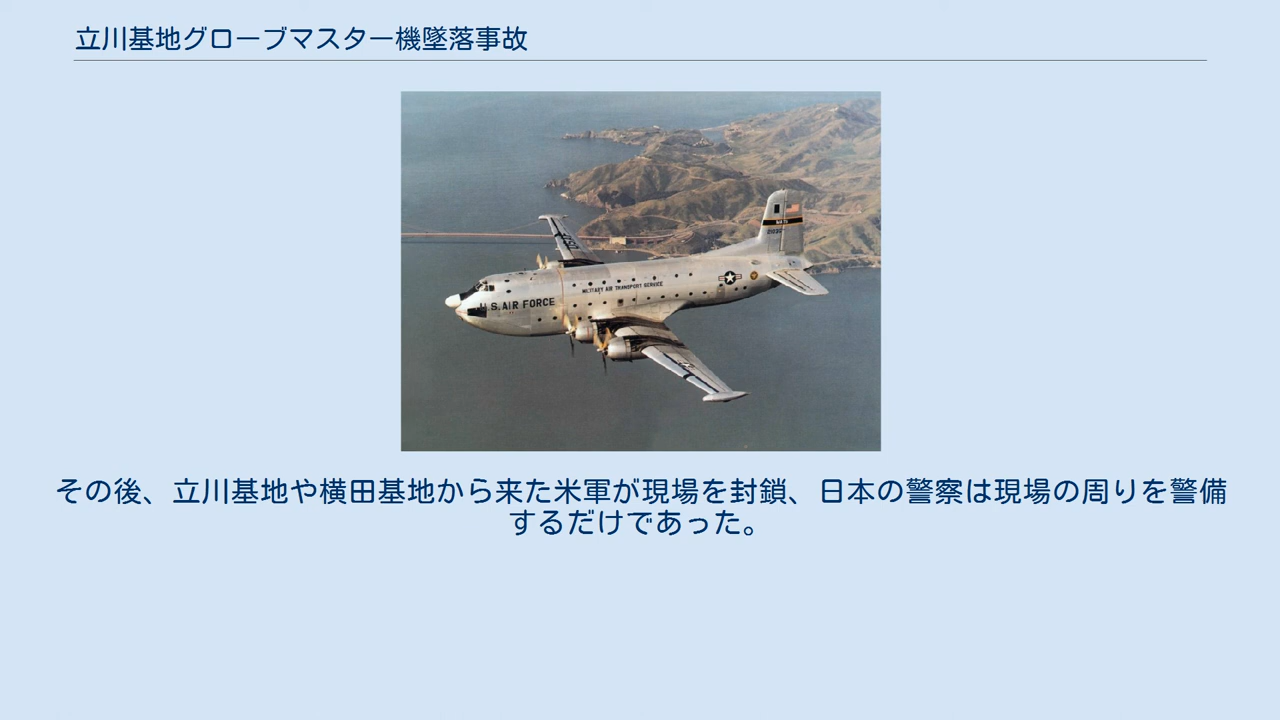 立川基地グローブマスター機墜落事故
U.S. AIR FORCE
MILITARY AIR TRANSPORT SERVICE
MATS
その後、立川基地や横田基地から来た米軍が現場を封鎖、日本の警察は現場の周りを警備
するだけであった。